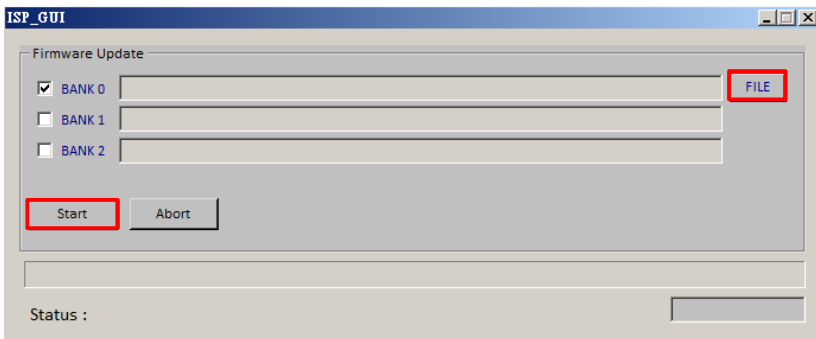 ISP_GUI
Firmware Update
BANK 0
FILE
BANK 1
BANK 2
Start
Abort
Status :